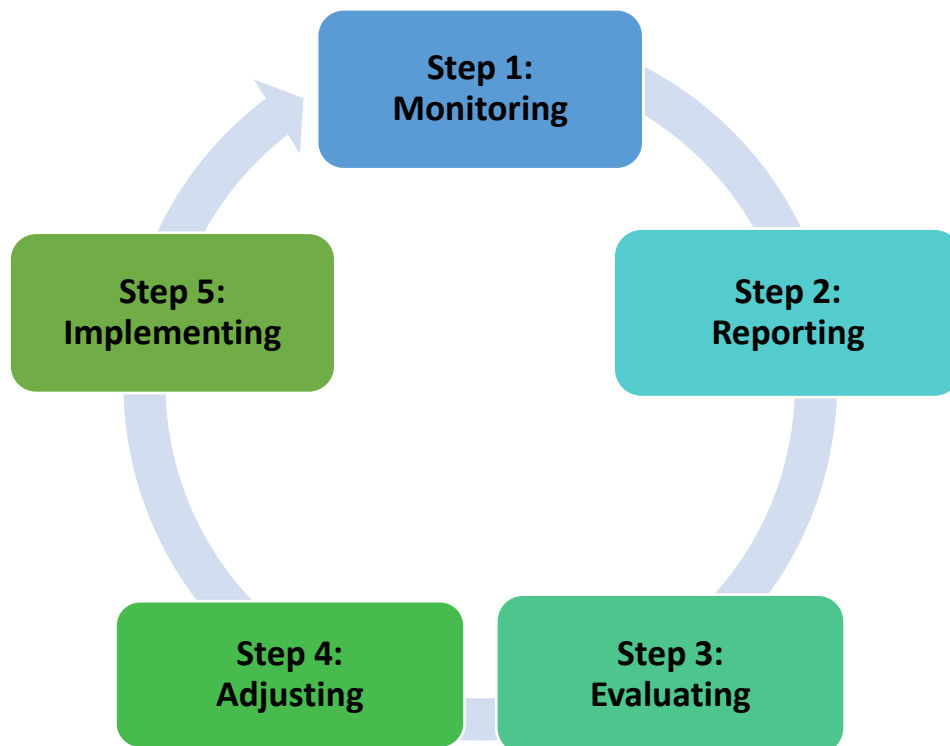 Step 1:
Monitoring
Step 2:
Reporting
Step 3:
Evaluating
Step 4:
Adjusting
Step 5:
Implementing